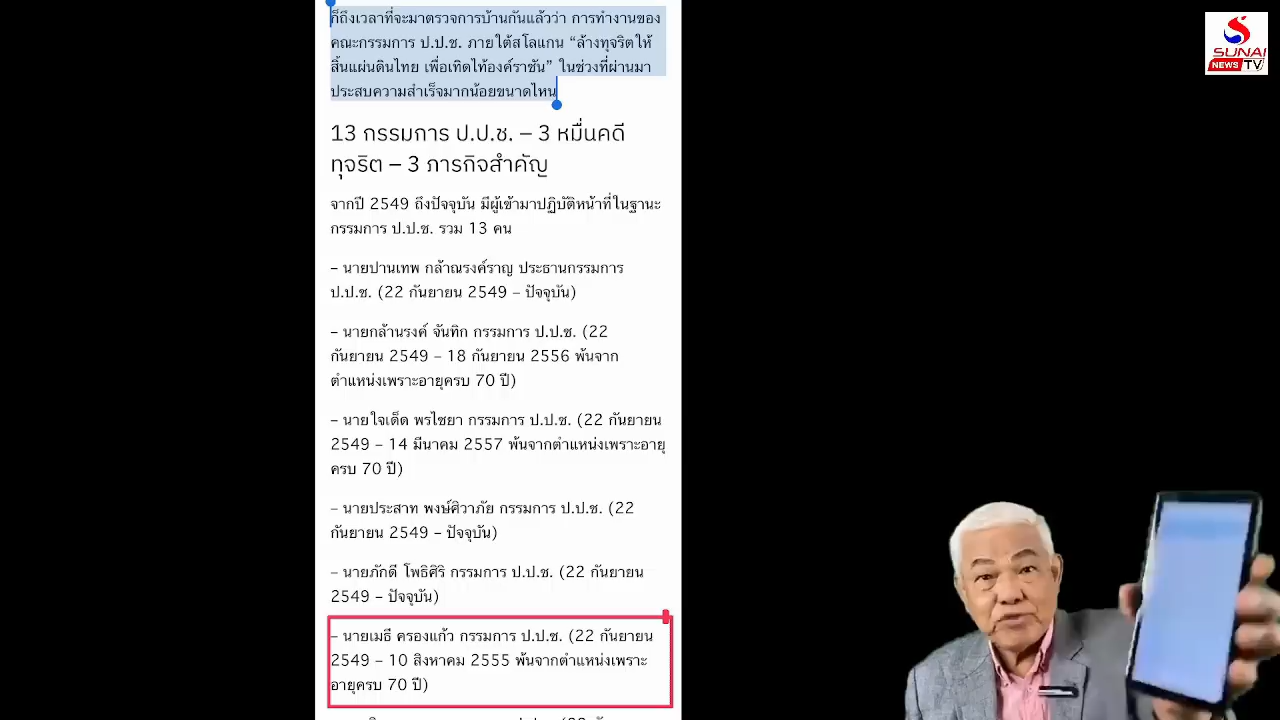 ก็ถึงเวลาที่จะมาตรวจการบ้านกันแล้วว่า การทำงานของ
คณะกรรมการ ป.ป.ช. ภายใต้สโลแกน “ล้างทุจริตให้
สิ้นแผ่นดินไทย เพื่อเทิดไท้องค์ราชัน” ในช่วงที่ผ่านมา
ประสบความสำเร็จมากน้อยขนาดไหน
13 กรรมการ ป.ป.ช. – 3 หมื่นคดี
ทุจริต – 3 ภารกิจสำคัญ
จากปี 2549 ถึงปัจจุบัน มีผู้เข้ามาปฏิบัติหน้าที่ในฐานะ
กรรมการ ป.ป.ช. รวม 13 คน
– นายปานเทพ กล้าณรงค์ราญ ประธานกรรมการ
ป.ป.ช. (22 กันยายน 2549 – ปัจจุบัน)
– นายกล้านรงค์ จันทิก กรรมการ ป.ป.ช. (22
กันยายน 2549 – 18 กันยายน 2556 พ้นจาก
ตำแหน่งเพราะอายุครบ 70 ปี)
– นายใจเด็ด พรไชยา กรรมการ ป.ป.ช. (22 กันยายน
2549 – 14 มีนาคม 2557 พ้นจากตำแหน่งเพราะอายุ
ครบ 70 ปี)
– นายประสาท พงษ์ศิวาภัย กรรมการ ป.ป.ช. (22
กันยายน 2549 – ปัจจุบัน)
– นายภักดี โพธิศิริ กรรมการ ป.ป.ช. (22 กันยายน
2549 – ปัจจุบัน)
– นายเมธี ครองแก้ว กรรมการ ป.ป.ช. (22 กันยายน
2549 – 10 สิงหาคม 2555 พ้นจากตำแหน่งเพราะ
อายุครบ 70 ปี)
SUNAI
NEWS TV